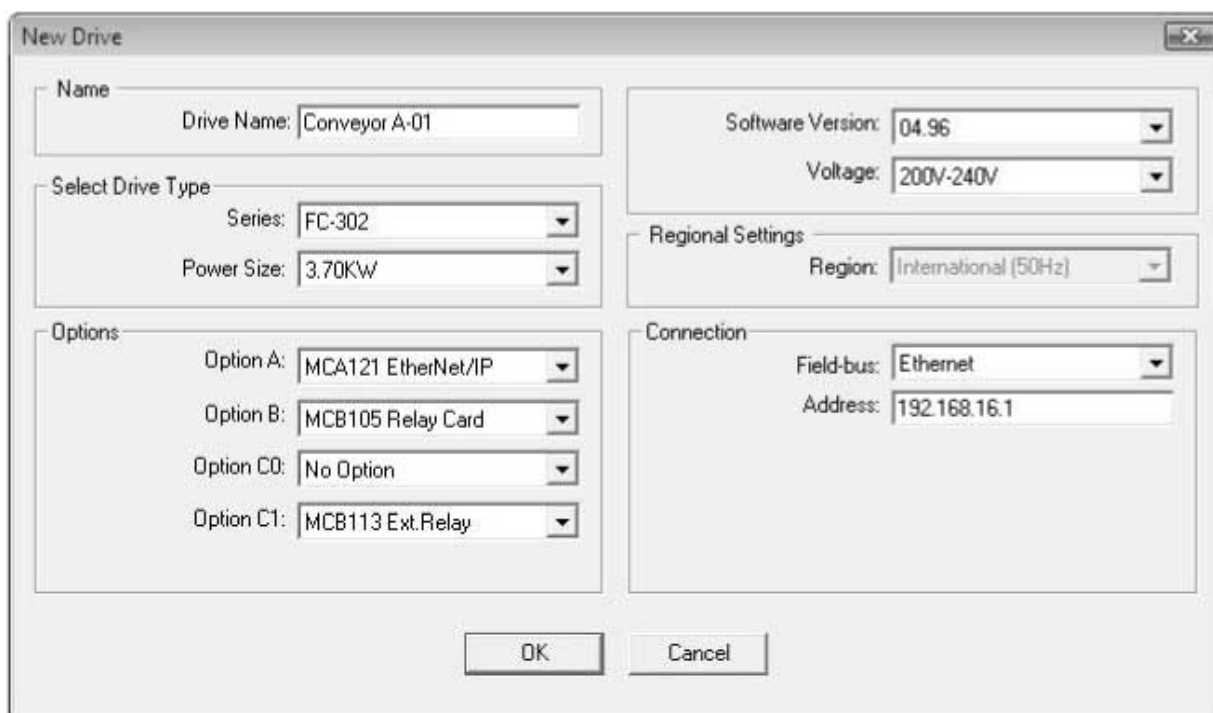 New Drive
Name
Drive Name: Conveyor A-01
Select Drive Type
Series: FC-302
Power Size: 3.70KW
Options
Option A: MCA121 EtherNet/IP
Option B: MCB105 Relay Card
Option C0: No Option
Option C1: MCB113 Ext.Relay
Software Version: 04.96
Voltage: 200V-240V
Regional Settings
Region: International (50Hz)
Connection
Field-bus: Ethernet
Address: 192.168.16.1
OK Cancel